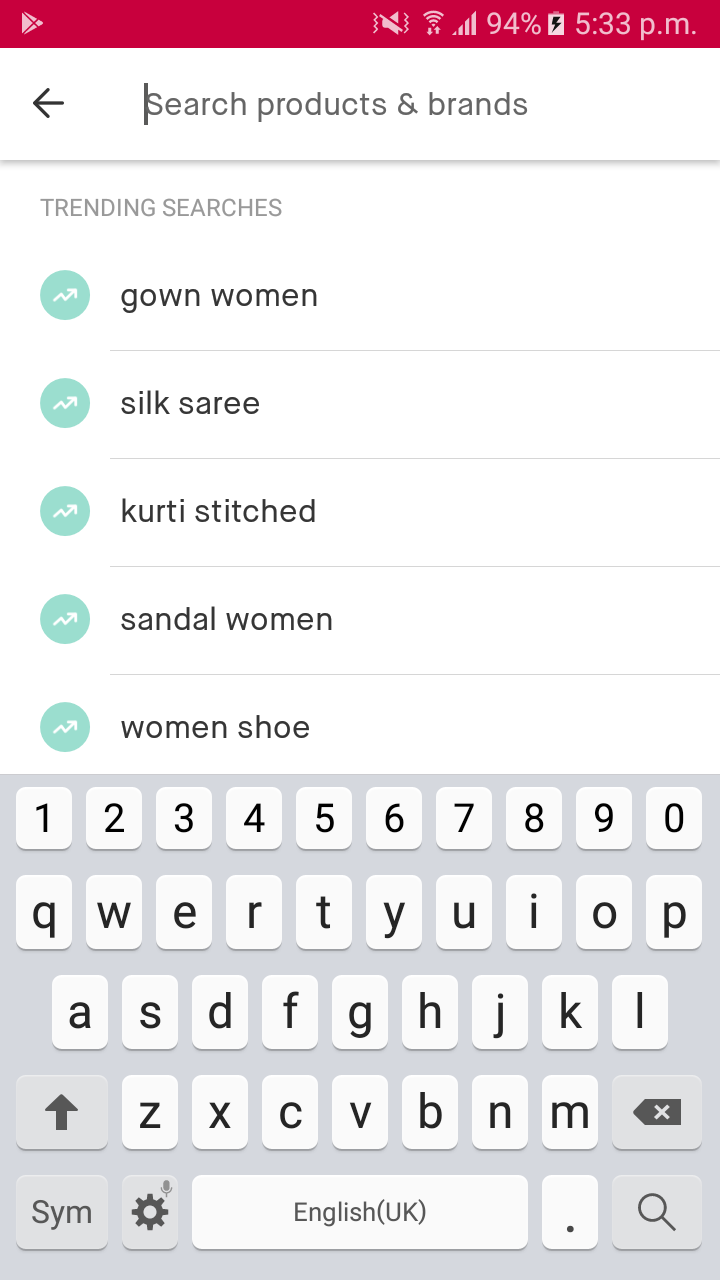 94% 5:33 p.m.
Search products & brands
TRENDING SEARCHES
gown women
silk saree
kurti stitched
sandal women
women shoe
1 2 3 4 5 6 7 8 9 0
q w e r t y u i o p
a s d f g h j k l
z x c v b n m
Sym English(UK) .